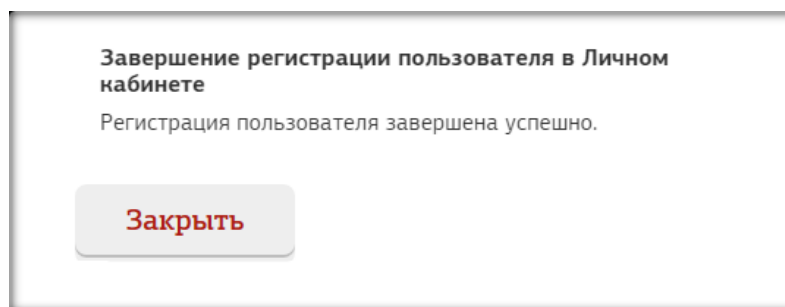 Завершение регистрации пользователя в Личном
кабинете
Регистрация пользователя завершена успешно.
Закрыть